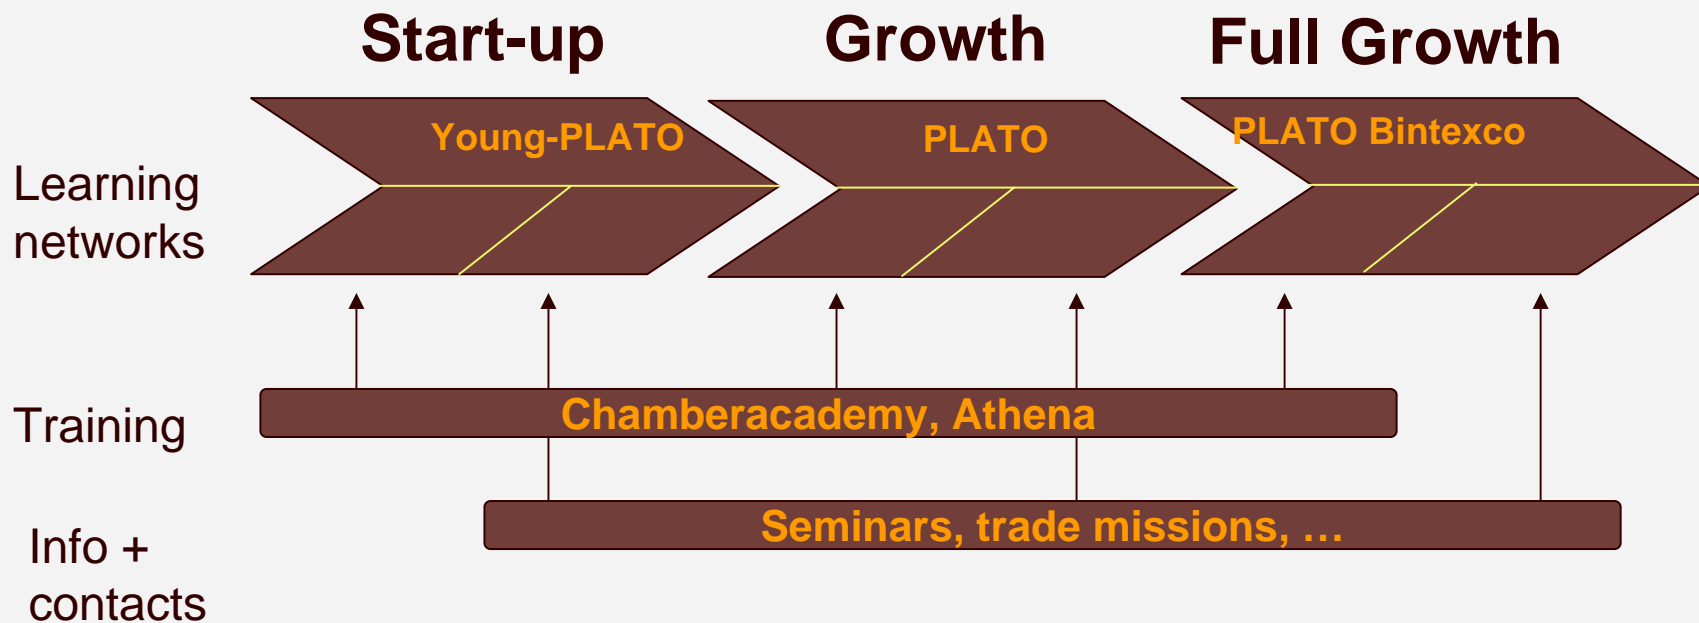 Start-up
Growth
Full Growth
Young-PLATO
PLATO
PLATO Bintexco
Learning
networks
Training
Chamberacademy, Athena
Seminars, trade missions, …
Info +
contacts